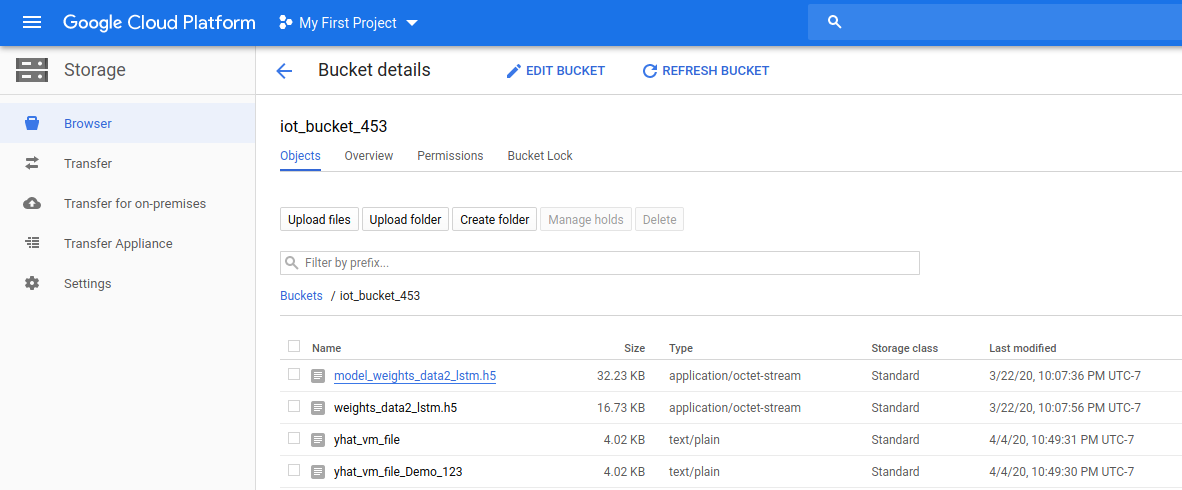 Google Cloud Platform My First Project
Storage
Bucket details EDIT BUCKET REFRESH BUCKET
Browser
Transfer
Transfer for on-premises
Transfer Appliance
Settings
iot_bucket_453
Objects Overview Permissions Bucket Lock
Upload files Upload folder Create folder Manage holds Delete
Filter by prefix...
Buckets / iot_bucket_453
Name Size Type Storage class Last modified
model_weights_data2_lstm.h5 32.23 KB application/octet-stream Standard 3/22/20, 10:07:36 PM UTC-7
weights_data2_lstm.h5 16.73 KB application/octet-stream Standard 3/22/20, 10:07:56 PM UTC-7
yhat_vm_file 4.02 KB text/plain Standard 4/4/20, 10:49:31 PM UTC-7
yhat_vm_file_Demo_123 4.02 KB text/plain Standard 4/4/20, 10:49:30 PM UTC-7